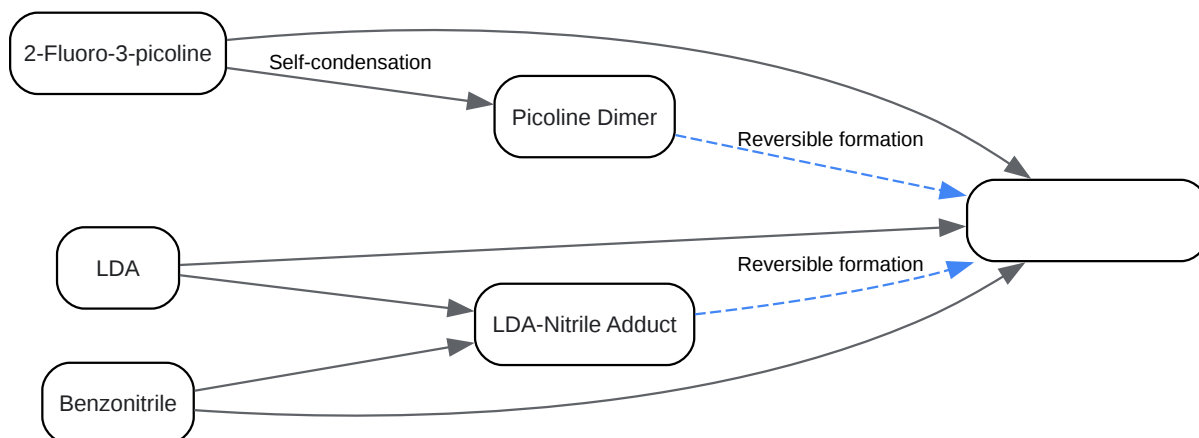 2-Fluoro-3-picoline
Self-condensation
Picoline Dimer
Reversible formation
LDA
Reversible formation
LDA-Nitrile Adduct
Benzonitrile